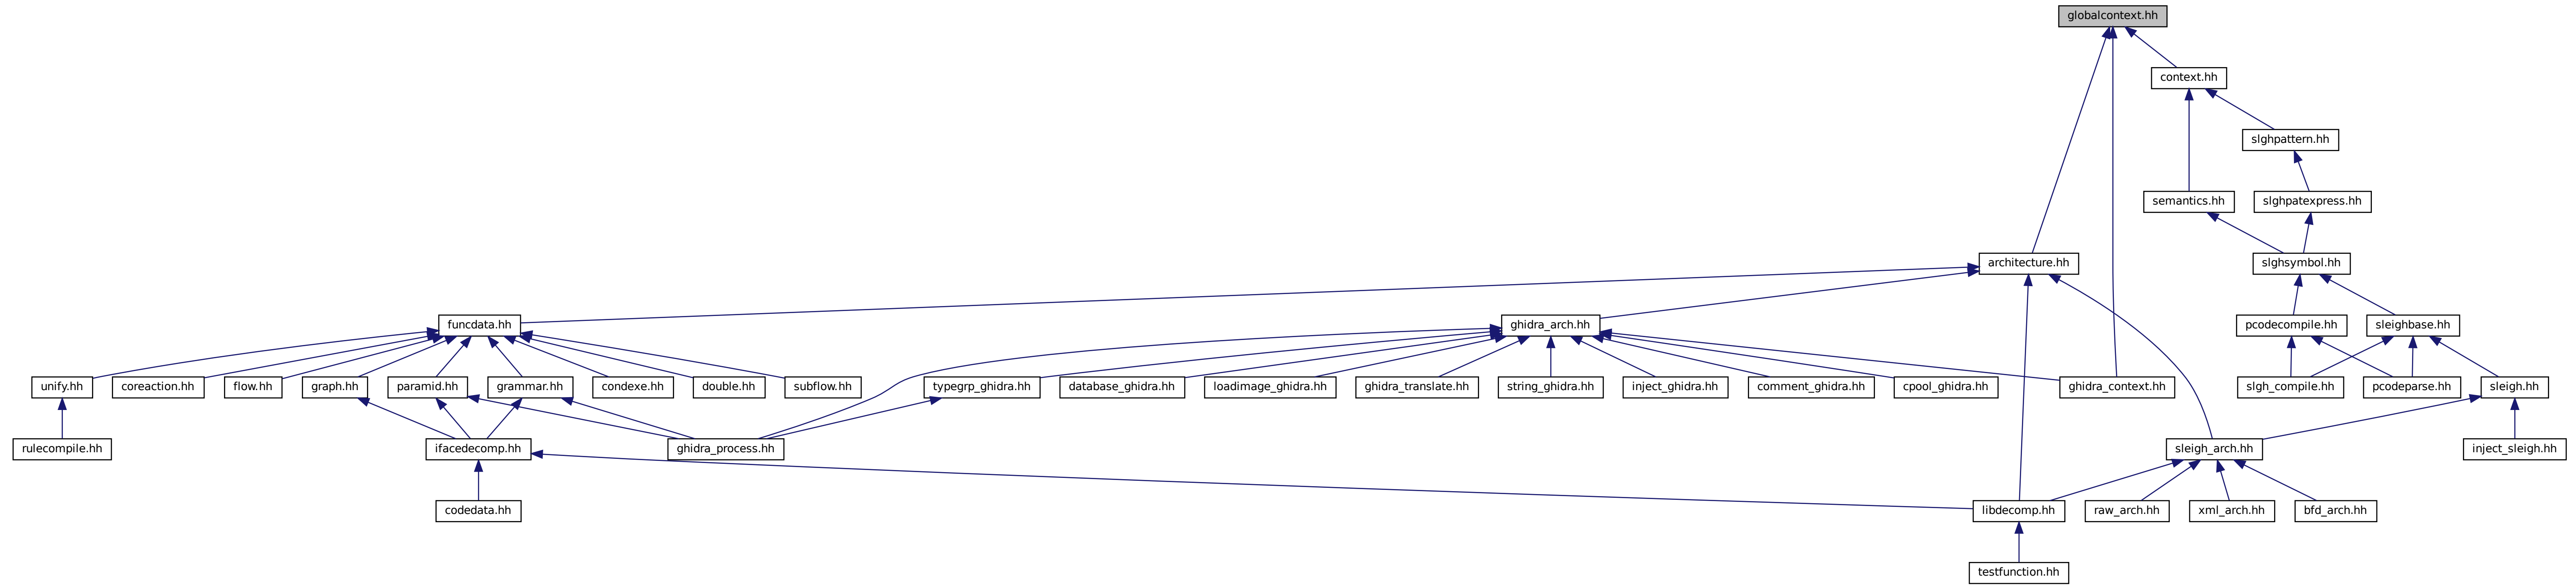 globalcontext.hh
context.hh
slghpattern.hh
semantics.hh
slghpatexpress.hh
architecture.hh
slghsymbol.hh
funcdata.hh
ghidra_arch.hh
pcodecompile.hh
sleighbase.hh
unify.hh
coreaction.hh
flow.hh
graph.hh
paramid.hh
grammar.hh
condexe.hh
double.hh
subflow.hh
typegrp_ghidra.hh
database_ghidra.hh
loadimage_ghidra.hh
ghidra_translate.hh
string_ghidra.hh
inject_ghidra.hh
comment_ghidra.hh
cpool_ghidra.hh
ghidra_context.hh
slgh_compile.hh
pcodeparse.hh
sleigh.hh
rulecompile.hh
ifacedecomp.hh
ghidra_process.hh
sleigh_arch.hh
inject_sleigh.hh
codedata.hh
libdecomp.hh
raw_arch.hh
xml_arch.hh
bfd_arch.hh
testfunction.hh